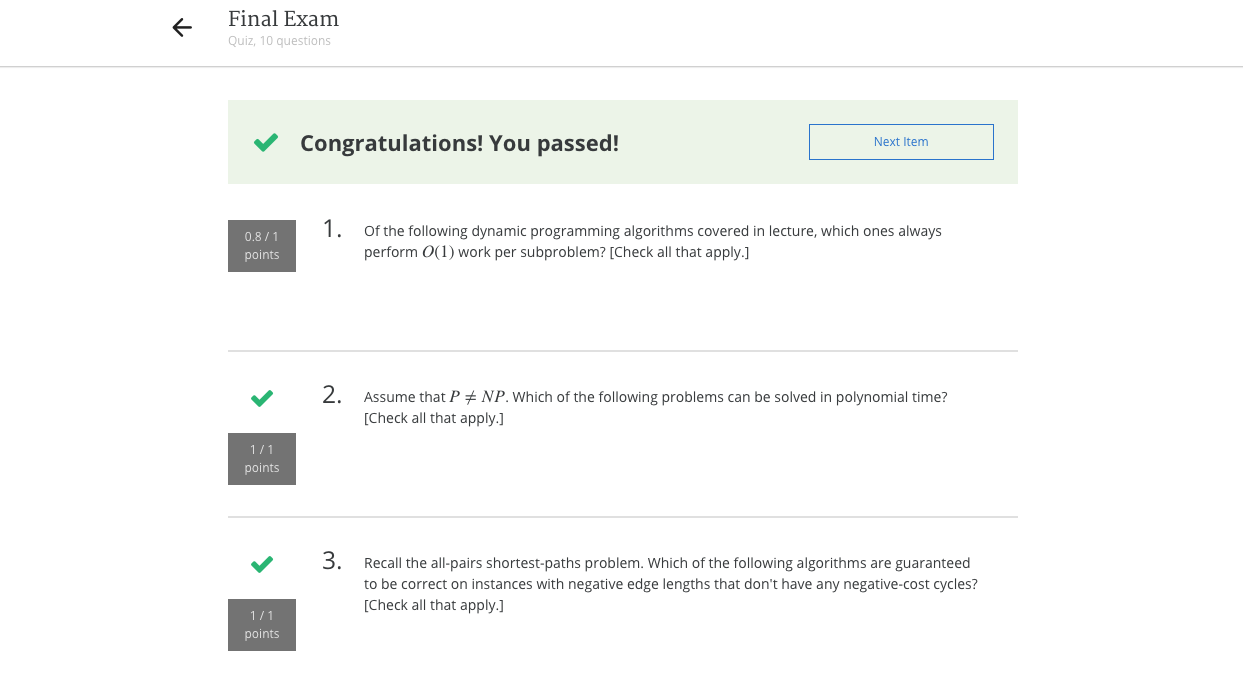 Final Exam
Quiz, 10 questions
Congratulations! You passed!
Next Item
0.8 / 1
points
1.
Of the following dynamic programming algorithms covered in lecture, which ones always
perform O(1) work per subproblem? [Check all that apply.]
2.
Assume that P ≠ NP. Which of the following problems can be solved in polynomial time?
[Check all that apply.]
1 / 1
points
3.
Recall the all-pairs shortest-paths problem. Which of the following algorithms are guaranteed
to be correct on instances with negative edge lengths that don't have any negative-cost cycles?
[Check all that apply.]
1 / 1
points